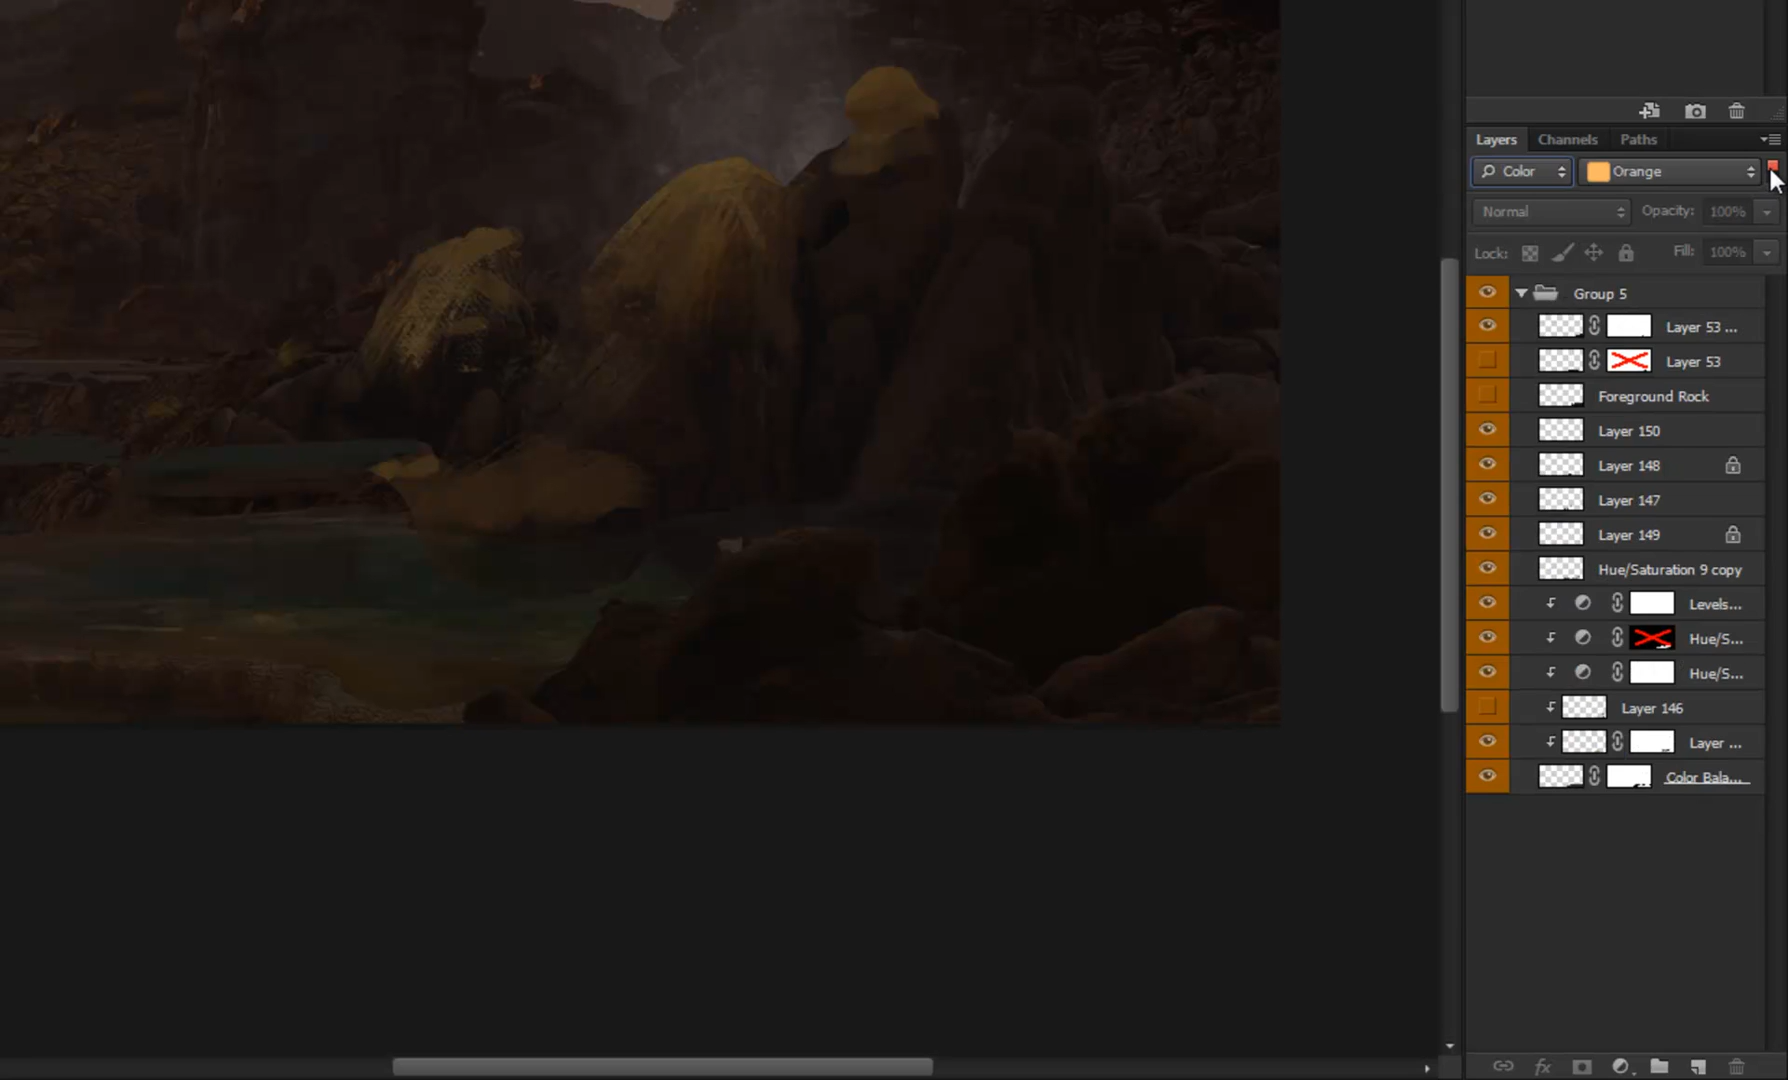 Layers Channels Paths
Color Orange
Normal Opacity: 100%
Lock: Fill: 100%
Group 5
Layer 53 ...
Layer 53
Foreground Rock
Layer 150
Layer 148
Layer 147
Layer 149
Hue/Saturation 9 copy
Levels...
Hue/S...
Hue/S...
Layer 146
Layer ...
Color Bala...
fx